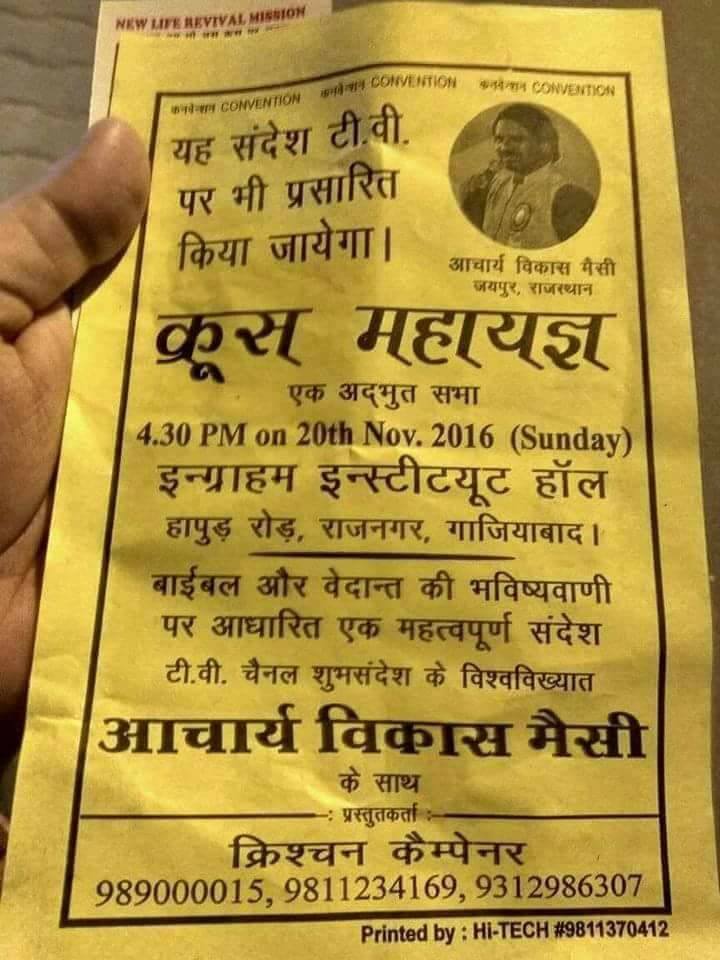 NEW LIFE REVIVAL MISSION
कनवेन्शन CONVENTION कनवेन्शन CONVENTION कनवेन्शन CONVENTION
यह संदेश टी.वी.
पर भी प्रसारित
किया जायेगा।
आचार्य विकास मैसी
जयपुर, राजस्थान
क्रूस महायज्ञ
एक अद्भुत सभा
4.30 PM on 20th Nov. 2016 (Sunday)
इन्ग्राहम इन्स्टीटयूट हॉल
हापुड़ रोड़, राजनगर, गाजियाबाद।
बाईबल और वेदान्त की भविष्यवाणी
पर आधारित एक महत्वपूर्ण संदेश
टी.वी. चैनल शुभसंदेश के विश्वविख्यात
आचार्य विकास मैसी
के साथ
-: प्रस्तुतकर्ता :-
क्रिश्चन कैम्पेनर
989000015, 9811234169, 9312986307
Printed by : Hi-TECH #9811370412